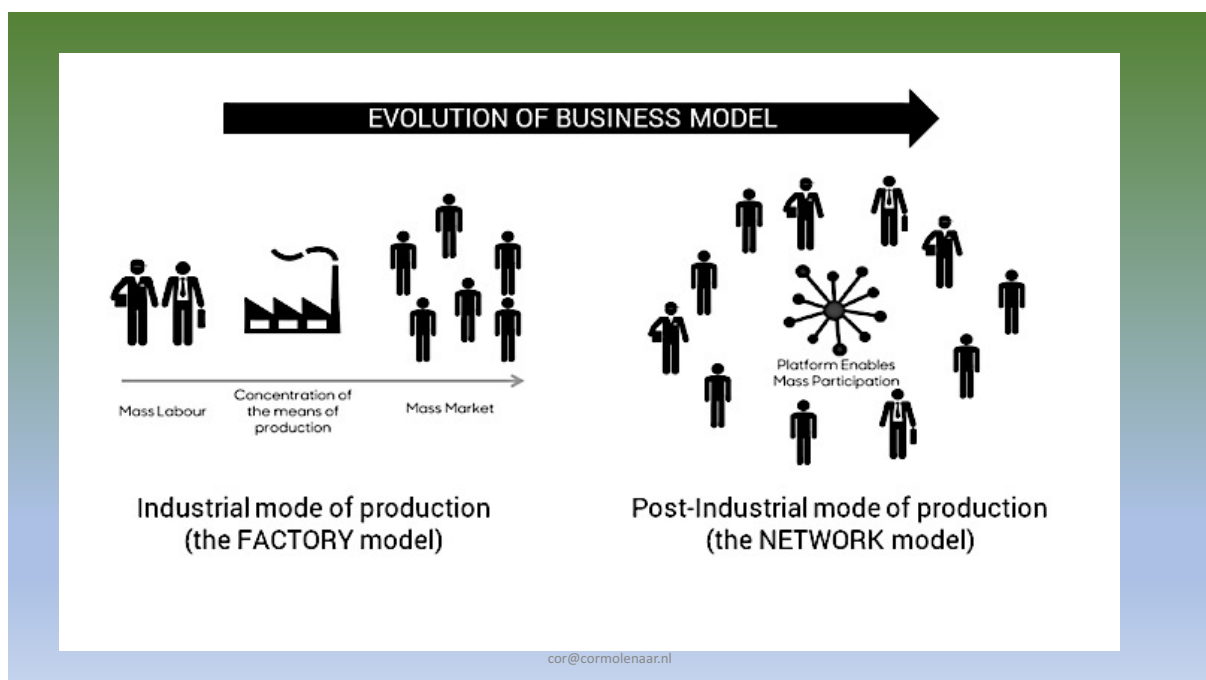 EVOLUTION OF BUSINESS MODEL
Mass Labour
Concentration of
the means of
production
Mass Market
Industrial mode of production
(the FACTORY model)
Platform Enables
Mass Participation
Post-Industrial mode of production
(the NETWORK model)
cor@cormolenaar.nl